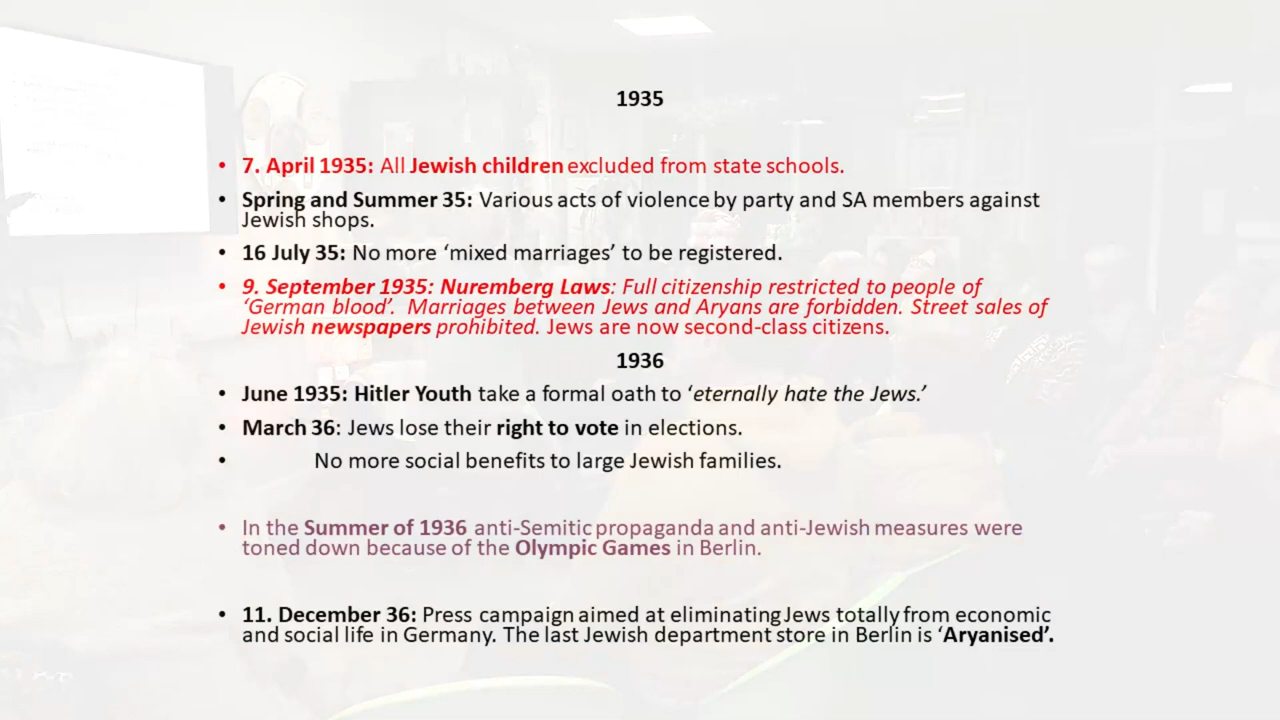 1935
• 7. April 1935: All Jewish children excluded from state schools.
• Spring and Summer 35: Various acts of violence by party and SA members against
Jewish shops.
• 16 July 35: No more ‘mixed marriages’ to be registered.
• 9. September 1935: Nuremberg Laws: Full citizenship restricted to people of
‘German blood’. Marriages between Jews and Aryans are forbidden. Street sales of
Jewish newspapers prohibited. Jews are now second-class citizens.
1936
• June 1935: Hitler Youth take a formal oath to ‘eternally hate the Jews.’
• March 36: Jews lose their right to vote in elections.
• No more social benefits to large Jewish families.
• In the Summer of 1936 anti-Semitic propaganda and anti-Jewish measures were
toned down because of the Olympic Games in Berlin.
• 11. December 36: Press campaign aimed at eliminating Jews totally from economic
and social life in Germany. The last Jewish department store in Berlin is ‘Aryanised’.